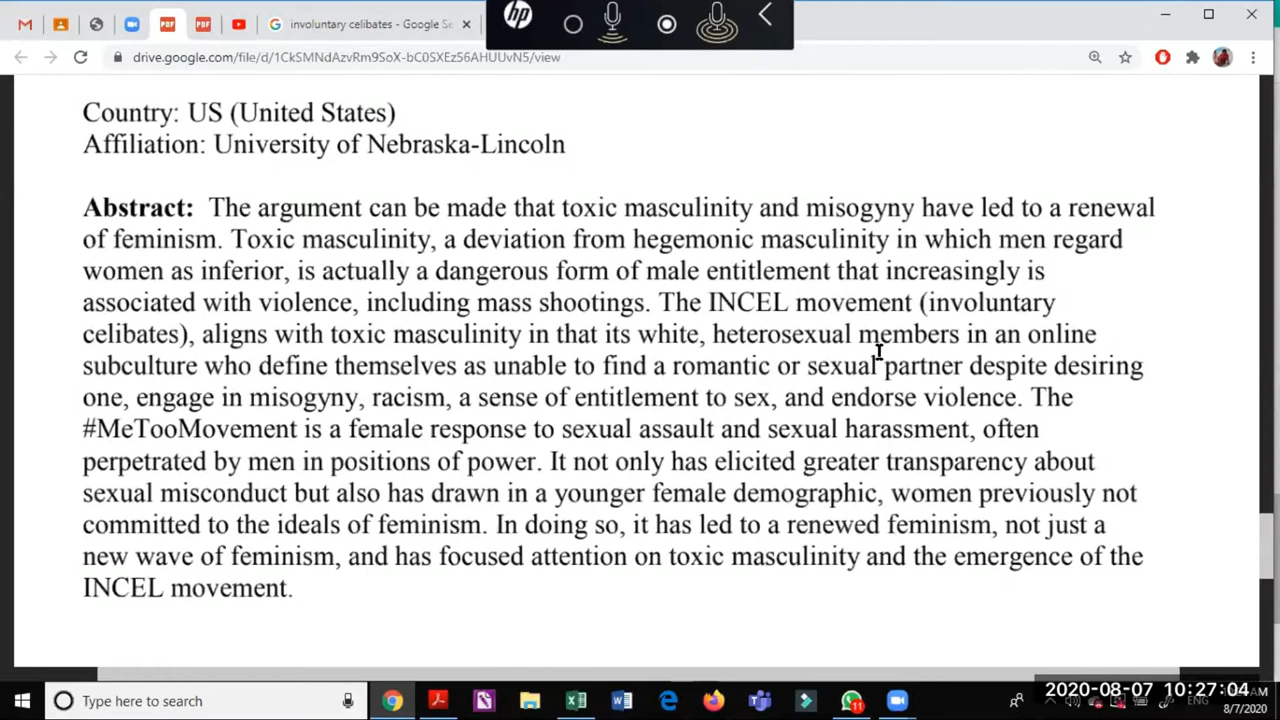 involuntary celibates - Google Se
hp
drive.google.com/file/d/1CkSMNdAzvRm9SoX-bC0SXEz56AHUUvN5/view
Country: US (United States)
Affiliation: University of Nebraska-Lincoln
Abstract: The argument can be made that toxic masculinity and misogyny have led to a renewal
of feminism. Toxic masculinity, a deviation from hegemonic masculinity in which men regard
women as inferior, is actually a dangerous form of male entitlement that increasingly is
associated with violence, including mass shootings. The INCEL movement (involuntary
celibates), aligns with toxic masculinity in that its white, heterosexual members in an online
subculture who define themselves as unable to find a romantic or sexual partner despite desiring
one, engage in misogyny, racism, a sense of entitlement to sex, and endorse violence. The
#MeTooMovement is a female response to sexual assault and sexual harassment, often
perpetrated by men in positions of power. It not only has elicited greater transparency about
sexual misconduct but also has drawn in a younger female demographic, women previously not
committed to the ideals of feminism. In doing so, it has led to a renewed feminism, not just a
new wave of feminism, and has focused attention on toxic masculinity and the emergence of the
INCEL movement.
Type here to search
11
2020-08-07 10:27:04 AM
ENG
8/7/2020